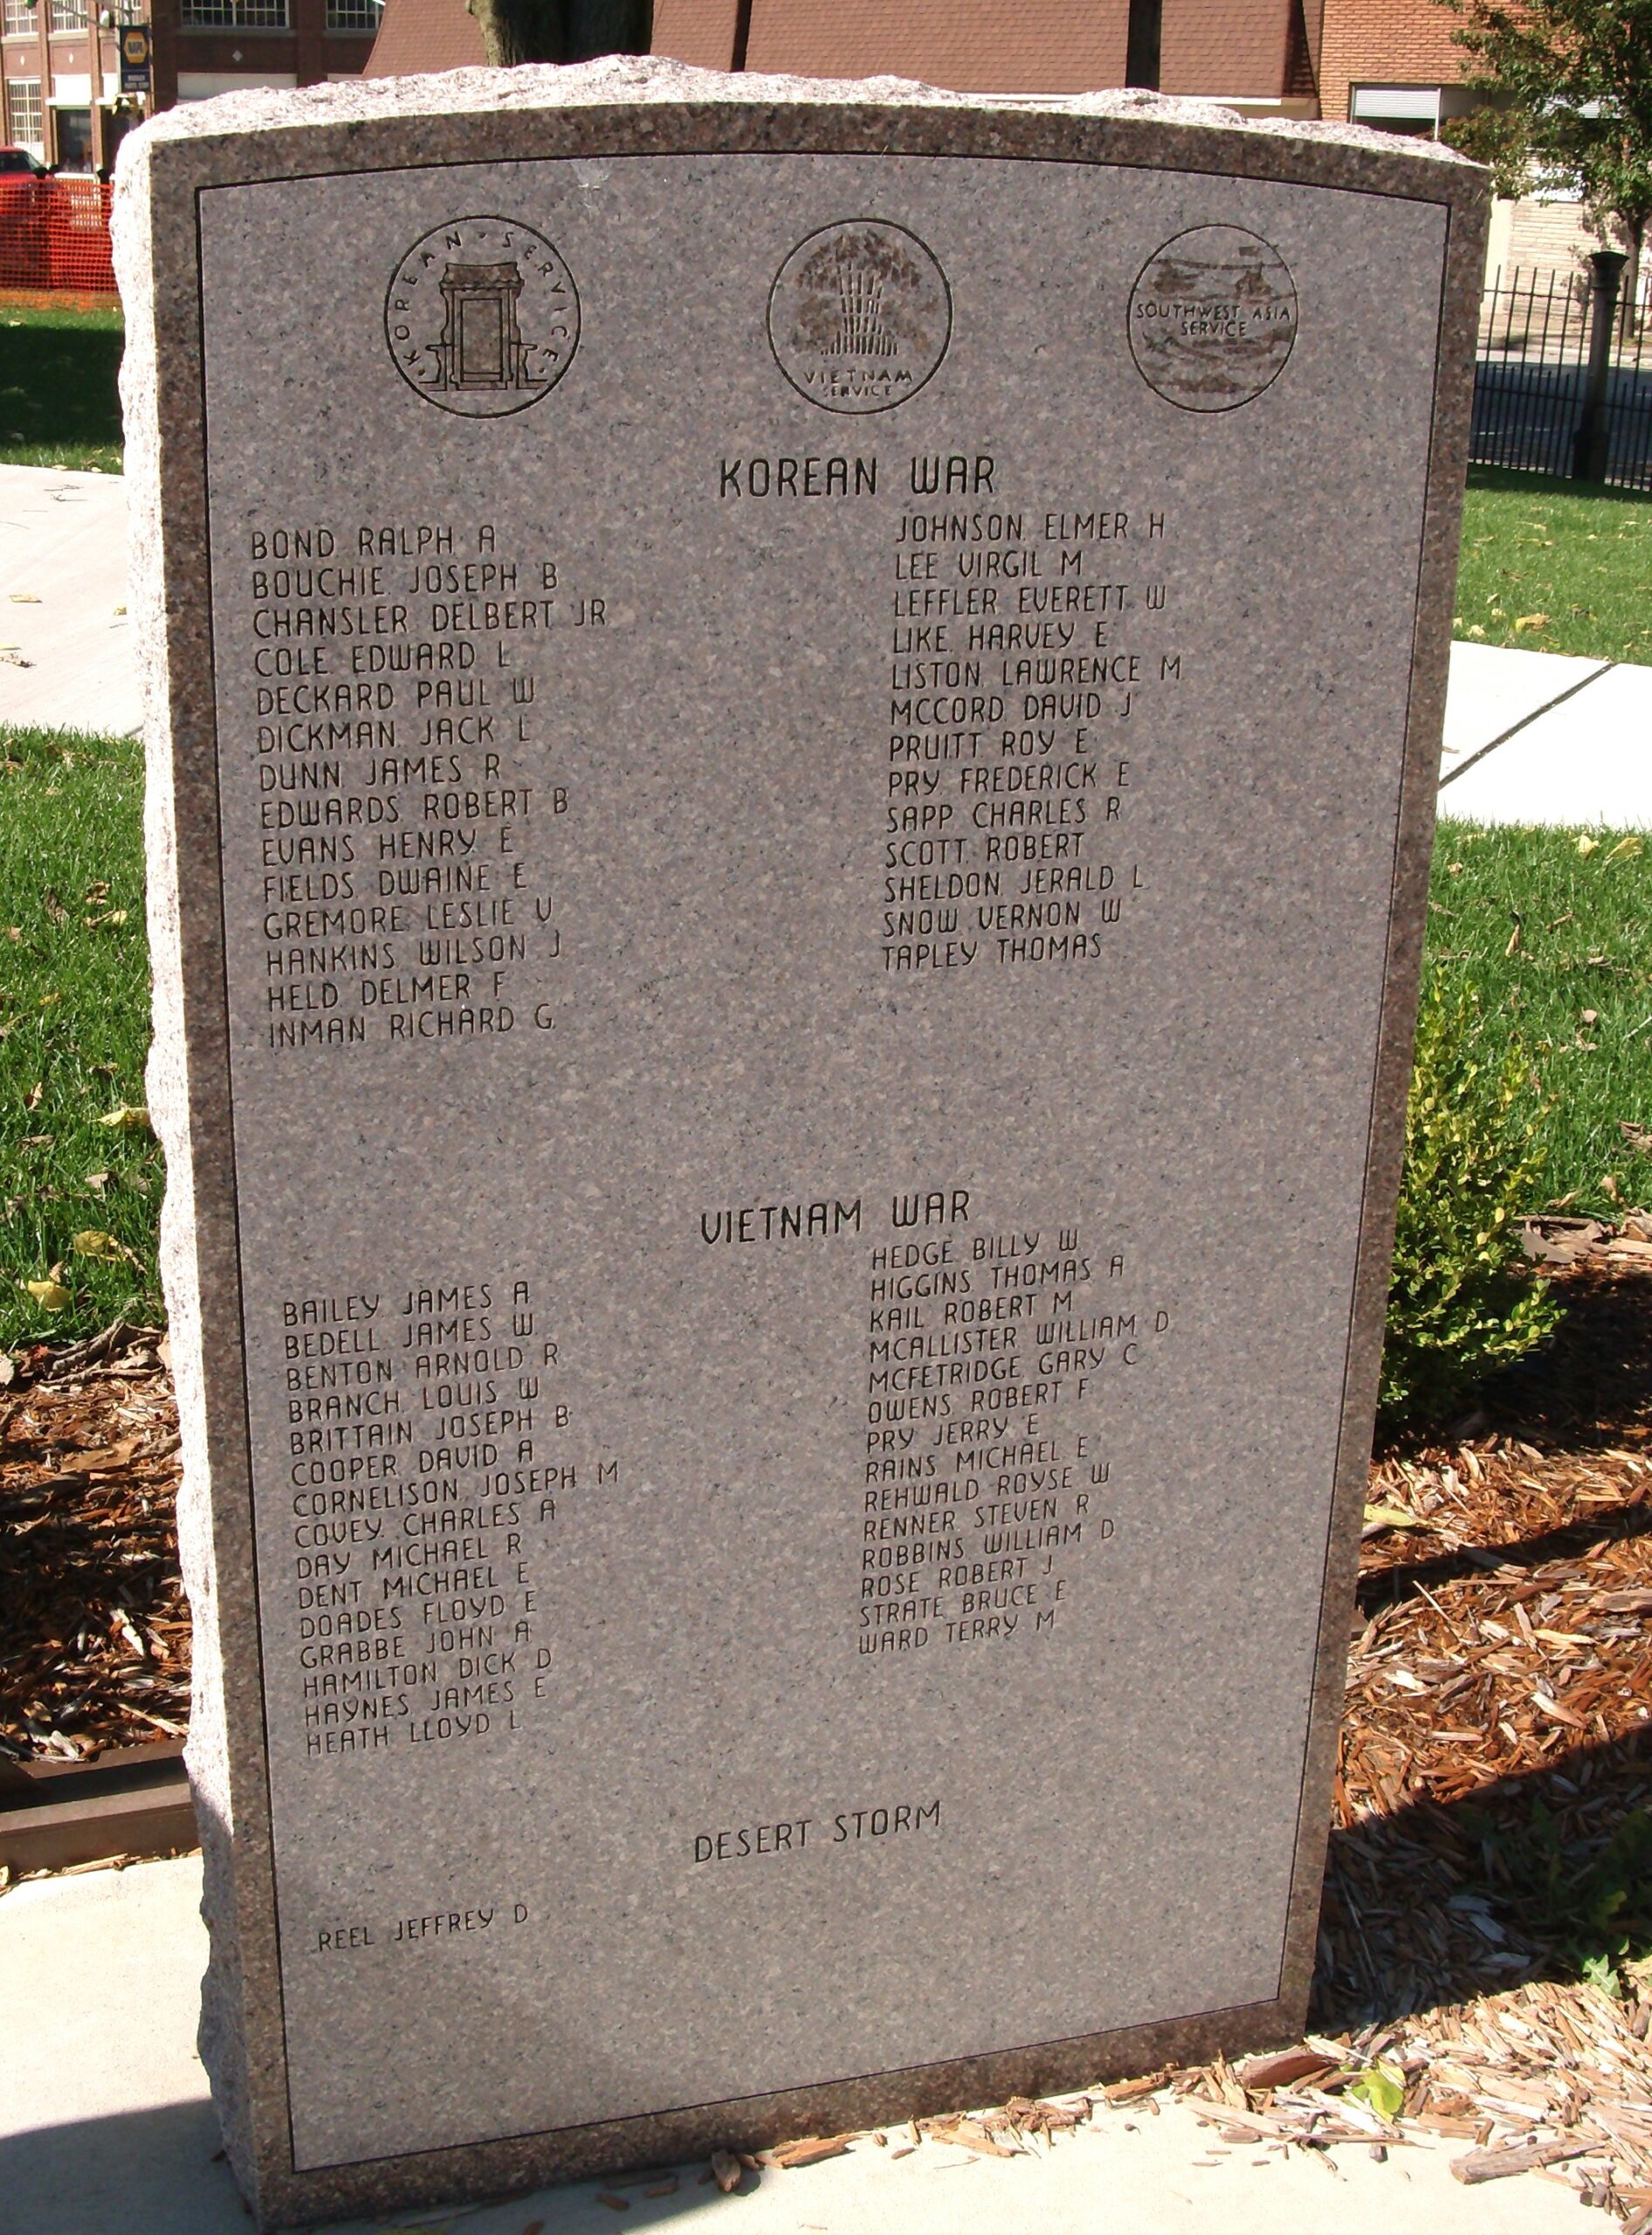 NAPA
KOREAN · SERVICE
VIETNAM
SERVICE
SOUTHWEST ASIA
SERVICE
KOREAN WAR
BOND RALPH A
BOUCHIE JOSEPH B
CHANSLER DELBERT JR
COLE EDWARD L
DECKARD PAUL W
DICKMAN JACK L
DUNN JAMES R
EDWARDS ROBERT B
EVANS HENRY E
FIELDS DWAINE E
GREMORE LESLIE V
HANKINS WILSON J
HELD DELMER F
INMAN RICHARD G
JOHNSON ELMER H
LEE VIRGIL M
LEFFLER EVERETT W
LIKE HARVEY E
LISTON LAWRENCE M
MCCORD DAVID J
PRUITT ROY E
PRY FREDERICK E
SAPP CHARLES R
SCOTT ROBERT
SHELDON JERALD L
SNOW VERNON W
TAPLEY THOMAS
VIETNAM WAR
BAILEY JAMES A
BEDELL JAMES W
BENTON ARNOLD R
BRANCH LOUIS W
BRITTAIN JOSEPH B
COOPER DAVID A
CORNELISON JOSEPH M
COVEY CHARLES A
DAY MICHAEL R
DENT MICHAEL E
DOADES FLOYD E
GRABBE JOHN A
HAMILTON DICK D
HAYNES JAMES E
HEATH LLOYD L
HEDGE BILLY W
HIGGINS THOMAS A
KAIL ROBERT M
MCALLISTER WILLIAM D
MCFETRIDGE GARY C
OWENS ROBERT F
PRY JERRY E
RAINS MICHAEL E
REHWALD ROYSE W
RENNER STEVEN R
ROBBINS WILLIAM D
ROSE ROBERT J
STRATE BRUCE E
WARD TERRY M
DESERT STORM
REEL JEFFREY D